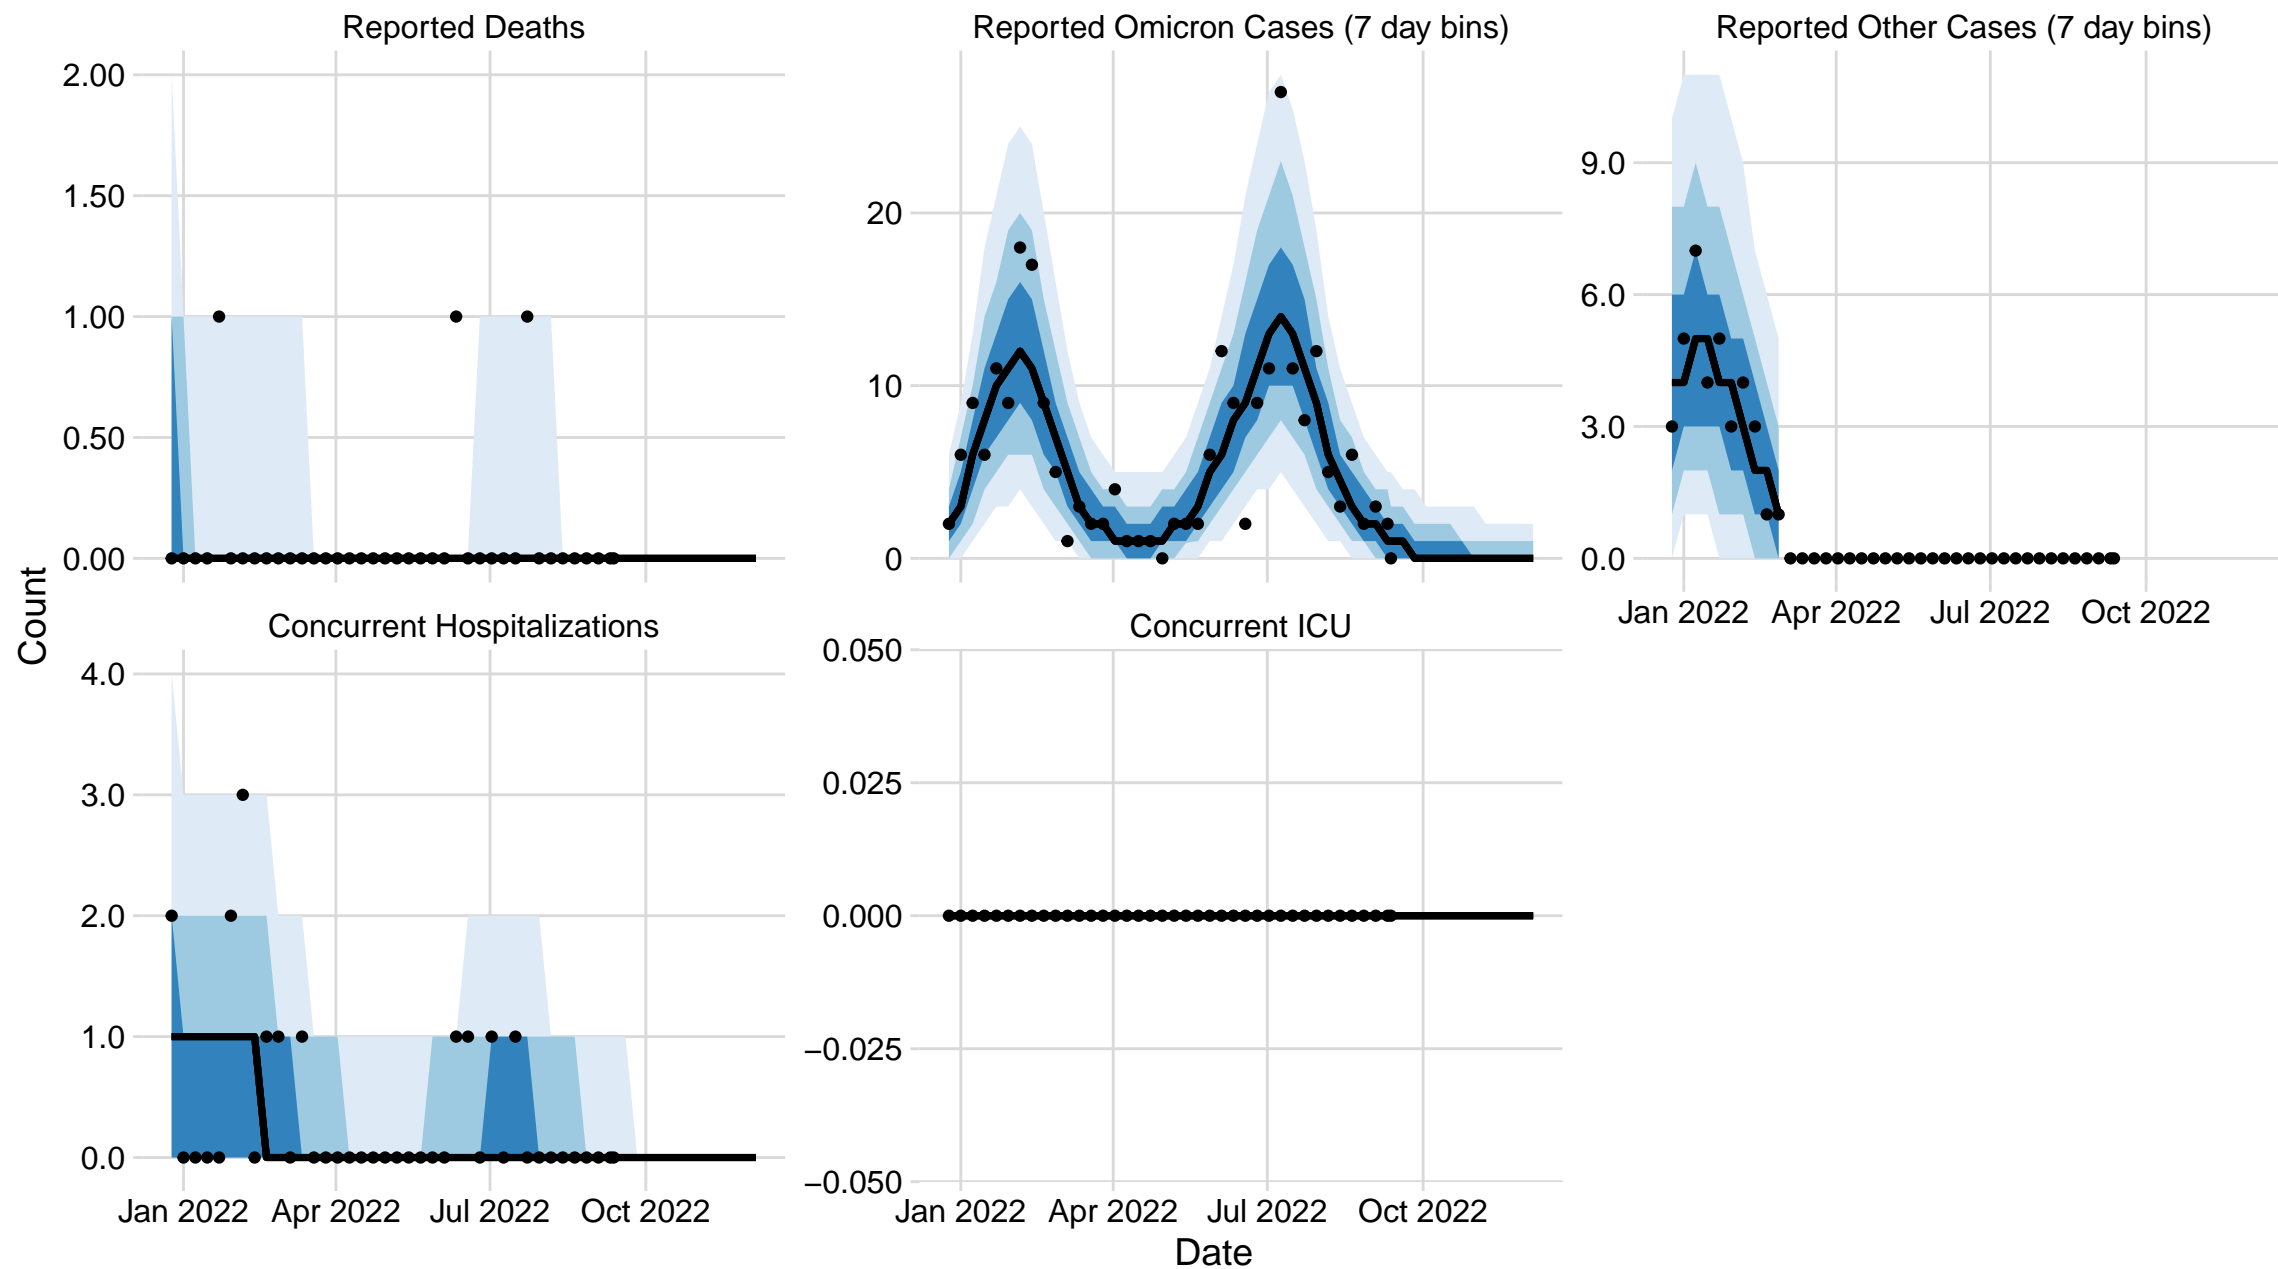 Reported Deaths
Reported Omicron Cases (7 day bins)
Reported Other Cases (7 day bins)
2.00
1.50
1.00
0.50
0.00
20
10
0
9.0
6.0
3.0
0.0
Jan 2022 Apr 2022 Jul 2022 Oct 2022
Count
Concurrent Hospitalizations
Concurrent ICU
4.0
3.0
2.0
1.0
0.0
0.050
0.025
0.000
−0.025
−0.050
Jan 2022 Apr 2022 Jul 2022 Oct 2022
Jan 2022 Apr 2022 Jul 2022 Oct 2022
Date